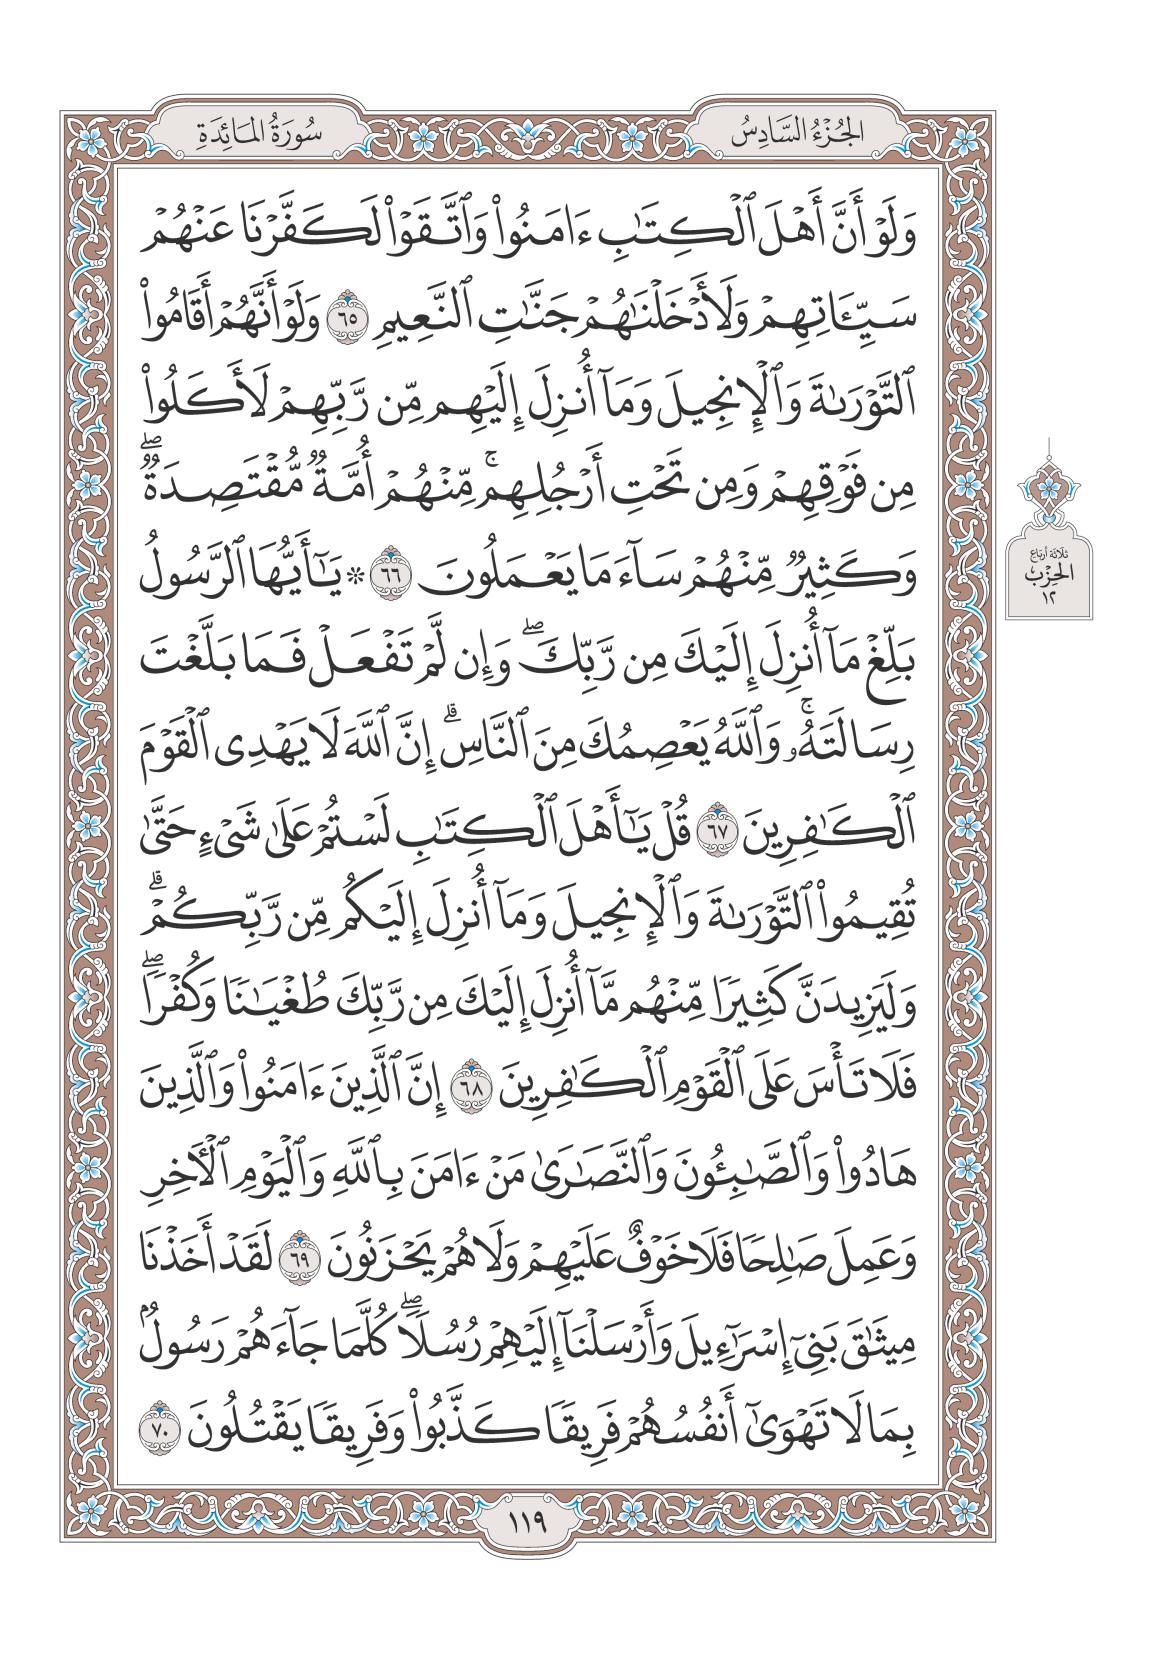 الجُزْءُ السَّادِسُ
سُورَةُ المَائِدَةِ
وَلَوْ أَنَّ أَهْلَ ٱلْكِتَٰبِ ءَامَنُوا۟ وَٱتَّقَوْا۟ لَكَفَّرْنَا عَنْهُمْ
سَيِّـَٔاتِهِمْ وَلَأَدْخَلْنَٰهُمْ جَنَّٰتِ ٱلنَّعِيمِ ٦٥ وَلَوْ أَنَّهُمْ أَقَامُوا۟
ٱلتَّوْرَىٰةَ وَٱلْإِنجِيلَ وَمَآ أُنزِلَ إِلَيْهِم مِّن رَّبِّهِمْ لَأَكَلُوا۟
مِن فَوْقِهِمْ وَمِن تَحْتِ أَرْجُلِهِمۚ مِّنْهُمْ أُمَّةٌ مُّقْتَصِدَةٌۖ
وَكَثِيرٌ مِّنْهُمْ سَآءَ مَا يَعْمَلُونَ ٦٦ * يَٰٓأَيُّهَا ٱلرَّسُولُ
بَلِّغْ مَآ أُنزِلَ إِلَيْكَ مِن رَّبِّكَۖ وَإِن لَّمْ تَفْعَلْ فَمَا بَلَّغْتَ
رِسَالَتَهُۥۚ وَٱللَّهُ يَعْصِمُكَ مِنَ ٱلنَّاسِۗ إِنَّ ٱللَّهَ لَا يَهْدِى ٱلْقَوْمَ
ٱلْكَٰفِرِينَ ٦٧ قُلْ يَٰٓأَهْلَ ٱلْكِتَٰبِ لَسْتُمْ عَلَىٰ شَىْءٍ حَتَّىٰ
تُقِيمُوا۟ ٱلتَّوْرَىٰةَ وَٱلْإِنجِيلَ وَمَآ أُنزِلَ إِلَيْكُم مِّن رَّبِّكُمْۗ
وَلَيَزِيدَنَّ كَثِيرًا مِّنْهُم مَّآ أُنزِلَ إِلَيْكَ مِن رَّبِّكَ طُغْيَٰنًا وَكُفْرًاۖ
فَلَا تَأْسَ عَلَى ٱلْقَوْمِ ٱلْكَٰفِرِينَ ٦٨ إِنَّ ٱلَّذِينَ ءَامَنُوا۟ وَٱلَّذِينَ
هَادُوا۟ وَٱلصَّٰبِـُٔونَ وَٱلنَّصَٰرَىٰ مَنْ ءَامَنَ بِٱللَّهِ وَٱلْيَوْمِ ٱلْـَٔاخِرِ
وَعَمِلَ صَٰلِحًا فَلَا خَوْفٌ عَلَيْهِمْ وَلَا هُمْ يَحْزَنُونَ ٦٩ لَقَدْ أَخَذْنَا
مِيثَٰقَ بَنِىٓ إِسْرَٰٓءِيلَ وَأَرْسَلْنَآ إِلَيْهِمْ رُسُلًاۖ كُلَّمَا جَآءَهُمْ رَسُولٌۢ
بِمَا لَا تَهْوَىٰٓ أَنفُسُهُمْ فَرِيقًا كَذَّبُوا۟ وَفَرِيقًا يَقْتُلُونَ ٧٠
ثلاثة أرباع
الحِزْب
١٢
١١٩